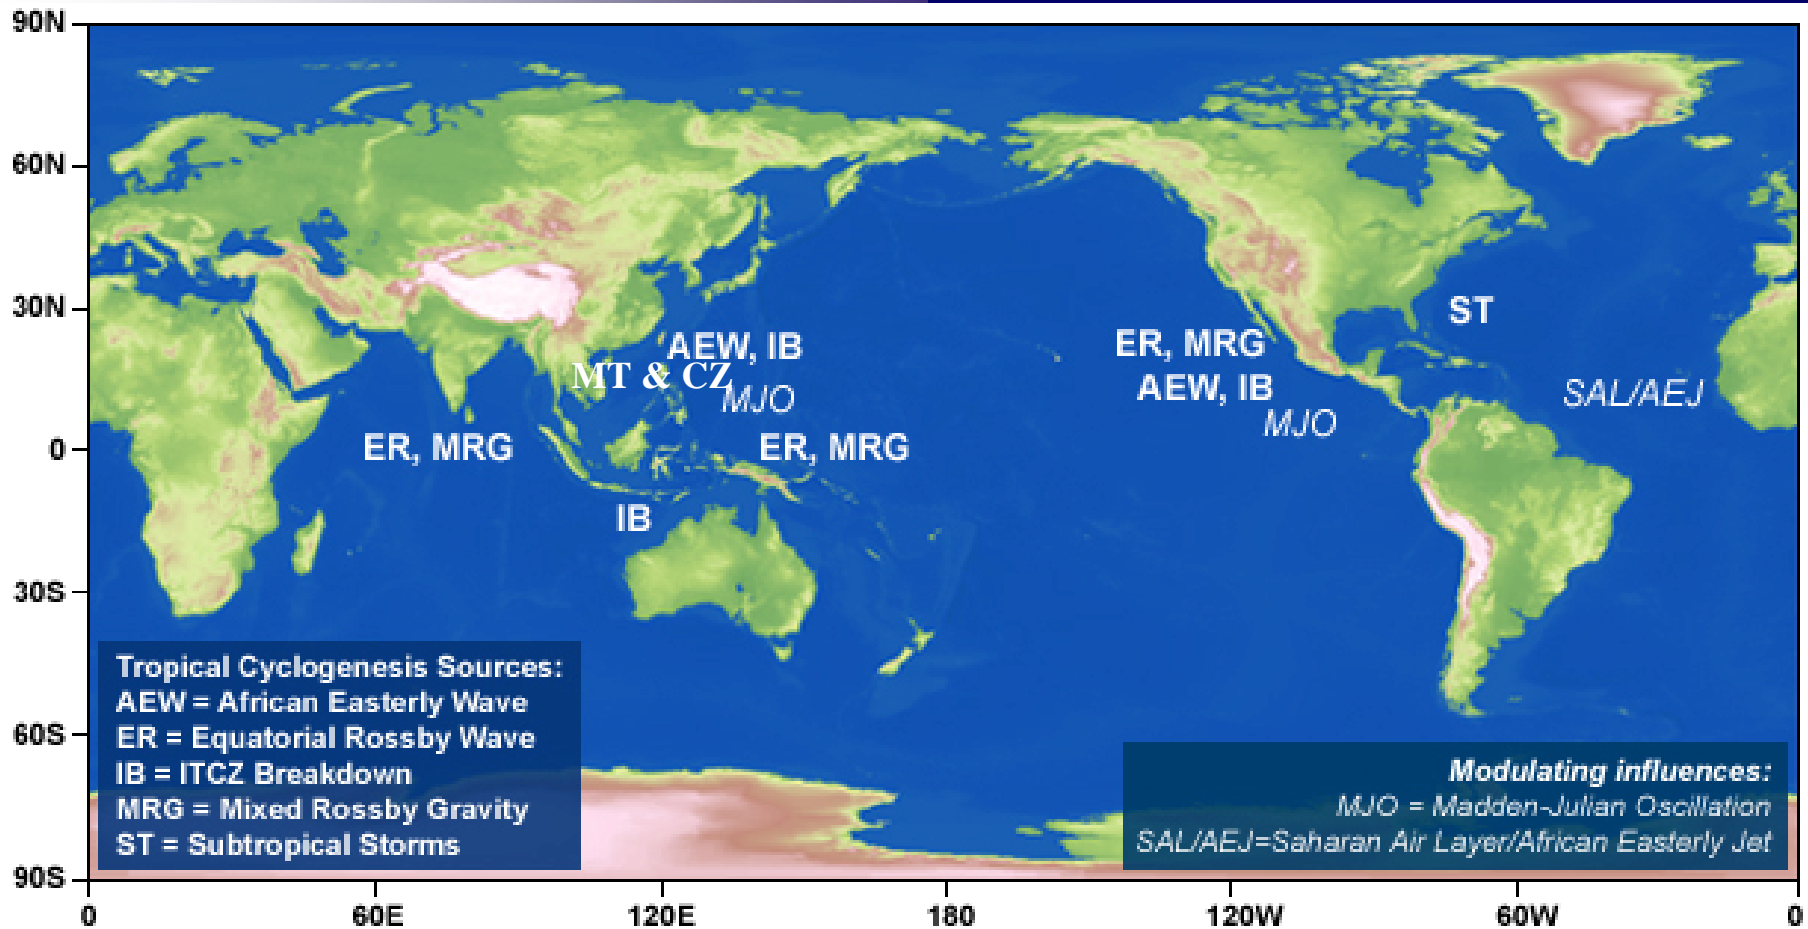 90N
60N
30N
0
30S
60S
90S
ST
AEW, IB
ER, MRG
MT & CZ
AEW, IB
MJO
SAL/AEJ
MJO
ER, MRG
ER, MRG
IB
Tropical Cyclogenesis Sources:
AEW = African Easterly Wave
ER = Equatorial Rossby Wave
IB = ITCZ Breakdown
MRG = Mixed Rossby Gravity
ST = Subtropical Storms
Modulating influences:
MJO = Madden-Julian Oscillation
SAL/AEJ=Saharan Air Layer/African Easterly Jet
0
60E
120E
180
120W
60W
0